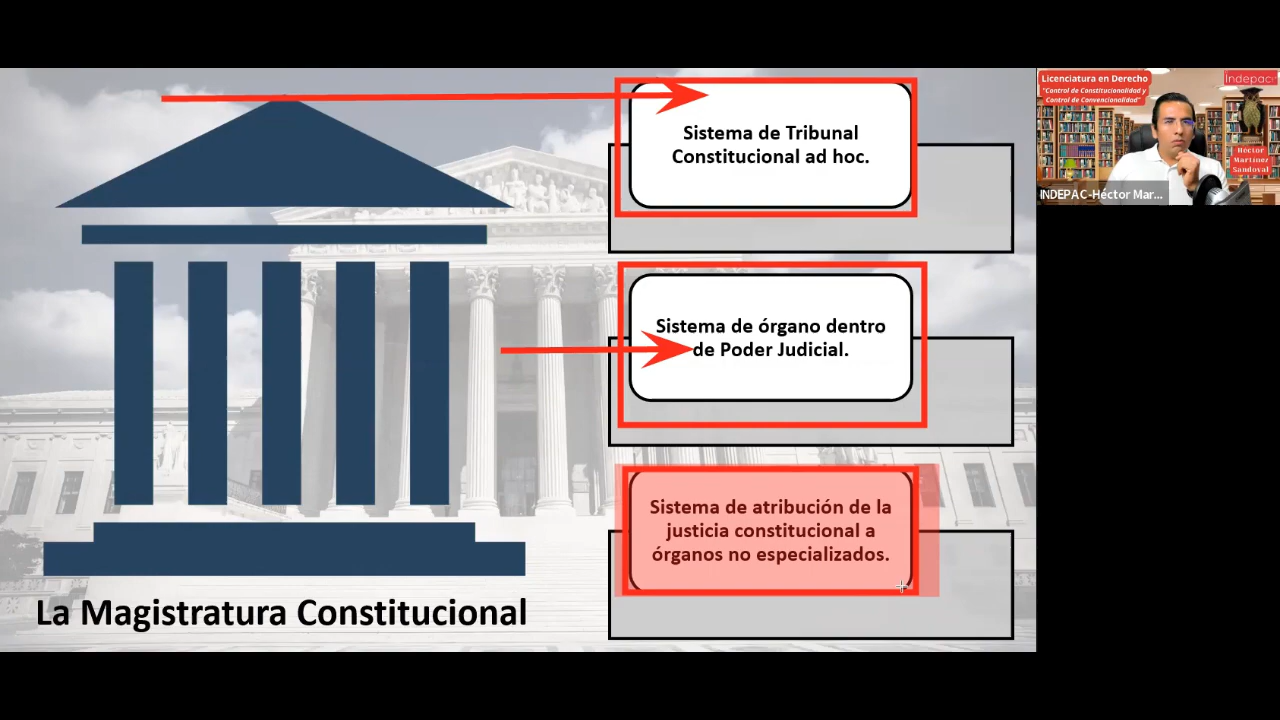 Sistema de Tribunal
Constitucional ad hoc.
Sistema de órgano dentro
de Poder Judicial.
Sistema de atribución de la
justicia constitucional a
órganos no especializados.
La Magistratura Constitucional
Licenciatura en Derecho
"Control de Constitucionalidad y
Control de Convencionalidad"
Indepac
Héctor
Martínez
Sandoval
INDEPAC-Héctor Mar...